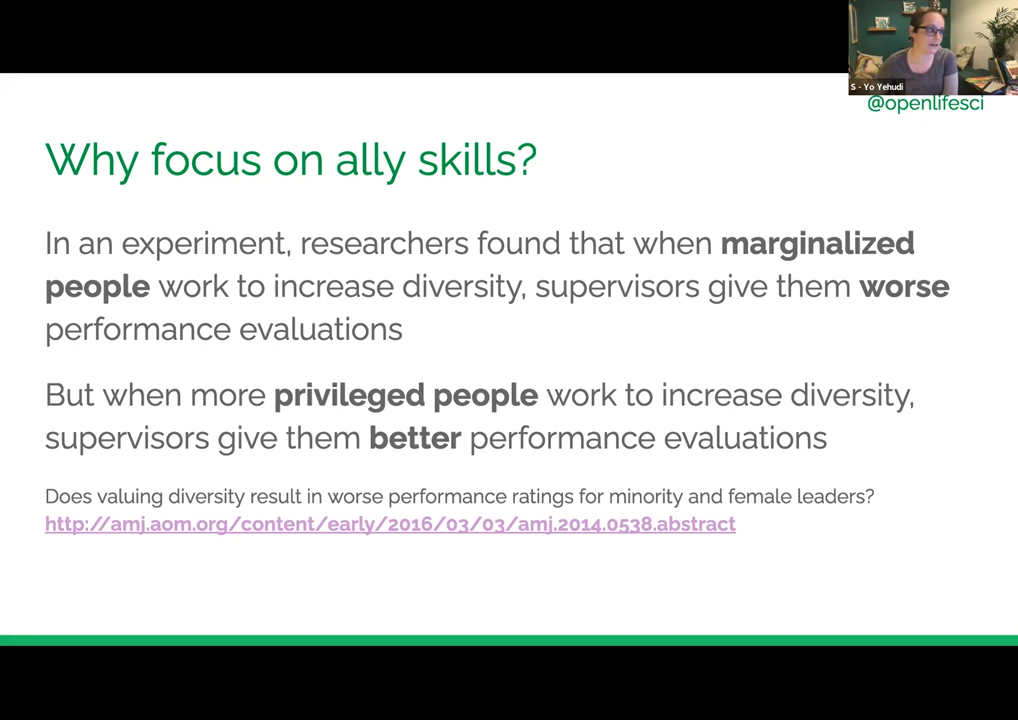 S - Yo Yehudi
@openlifesci
Why focus on ally skills?
In an experiment, researchers found that when marginalized
people work to increase diversity, supervisors give them worse
performance evaluations
But when more privileged people work to increase diversity,
supervisors give them better performance evaluations
Does valuing diversity result in worse performance ratings for minority and female leaders?
http://amj.aom.org/content/early/2016/03/03/amj.2014.0538.abstract